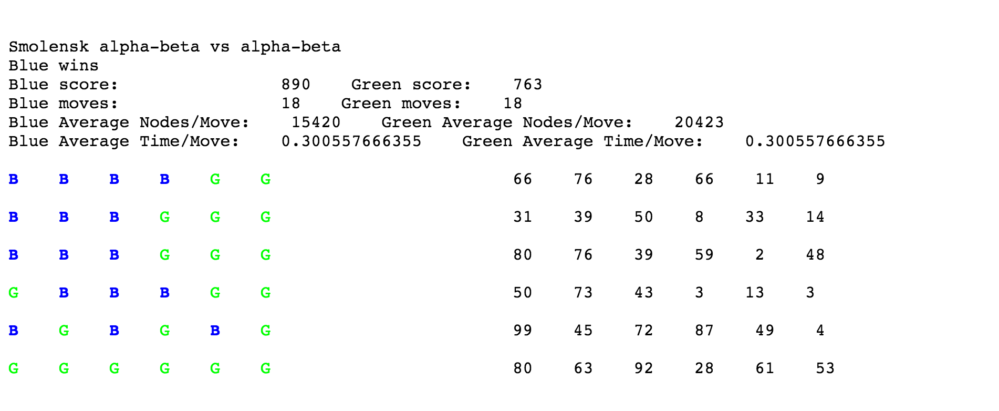 Smolensk alpha-beta vs alpha-beta
Blue wins
Blue score: 890 Green score: 763
Blue moves: 18 Green moves: 18
Blue Average Nodes/Move: 15420 Green Average Nodes/Move: 20423
Blue Average Time/Move: 0.300557666355 Green Average Time/Move: 0.300557666355
B B B B G G 66 76 28 66 11 9
B B B G G G 31 39 50 8 33 14
B B B G G G 80 76 39 59 2 48
G B B B G G 50 73 43 3 13 3
B G B G B G 99 45 72 87 49 4
G G G G G G 80 63 92 28 61 53